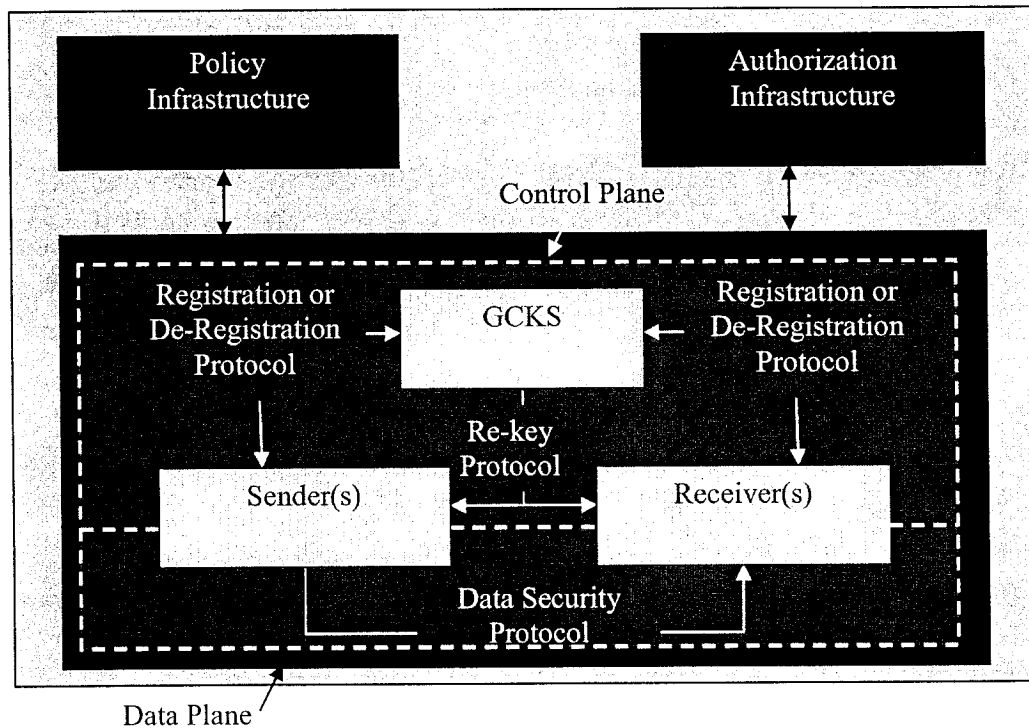 Policy
Infrastructure
Authorization
Infrastructure
Control Plane
Registration or
De-Registration
Protocol
GCKS
Registration or
De-Registration
Protocol
Re-key
Protocol
Sender(s)
Receiver(s)
Data Security
Protocol
Data Plane